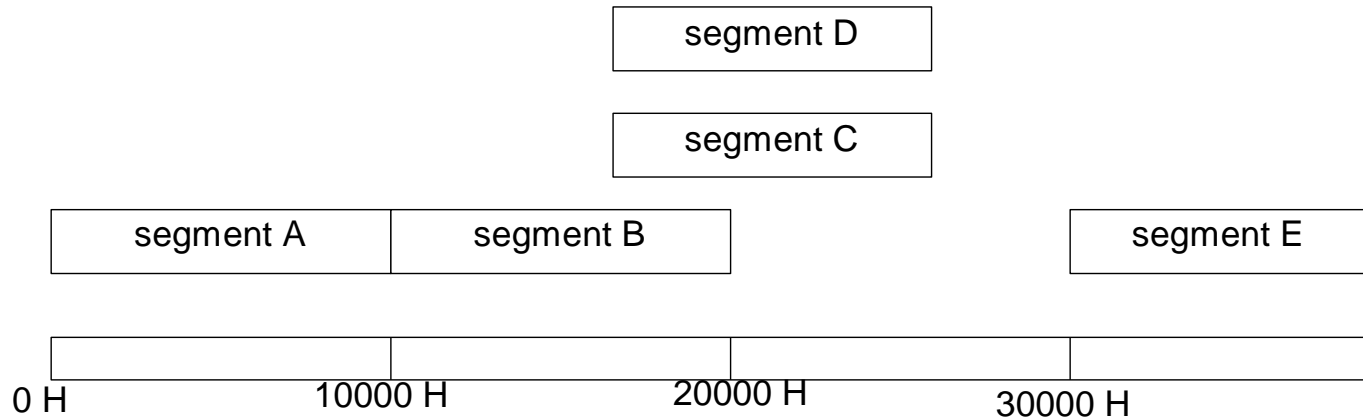 segment D
segment C
segment A segment B segment E
0 H 10000 H 20000 H 30000 H